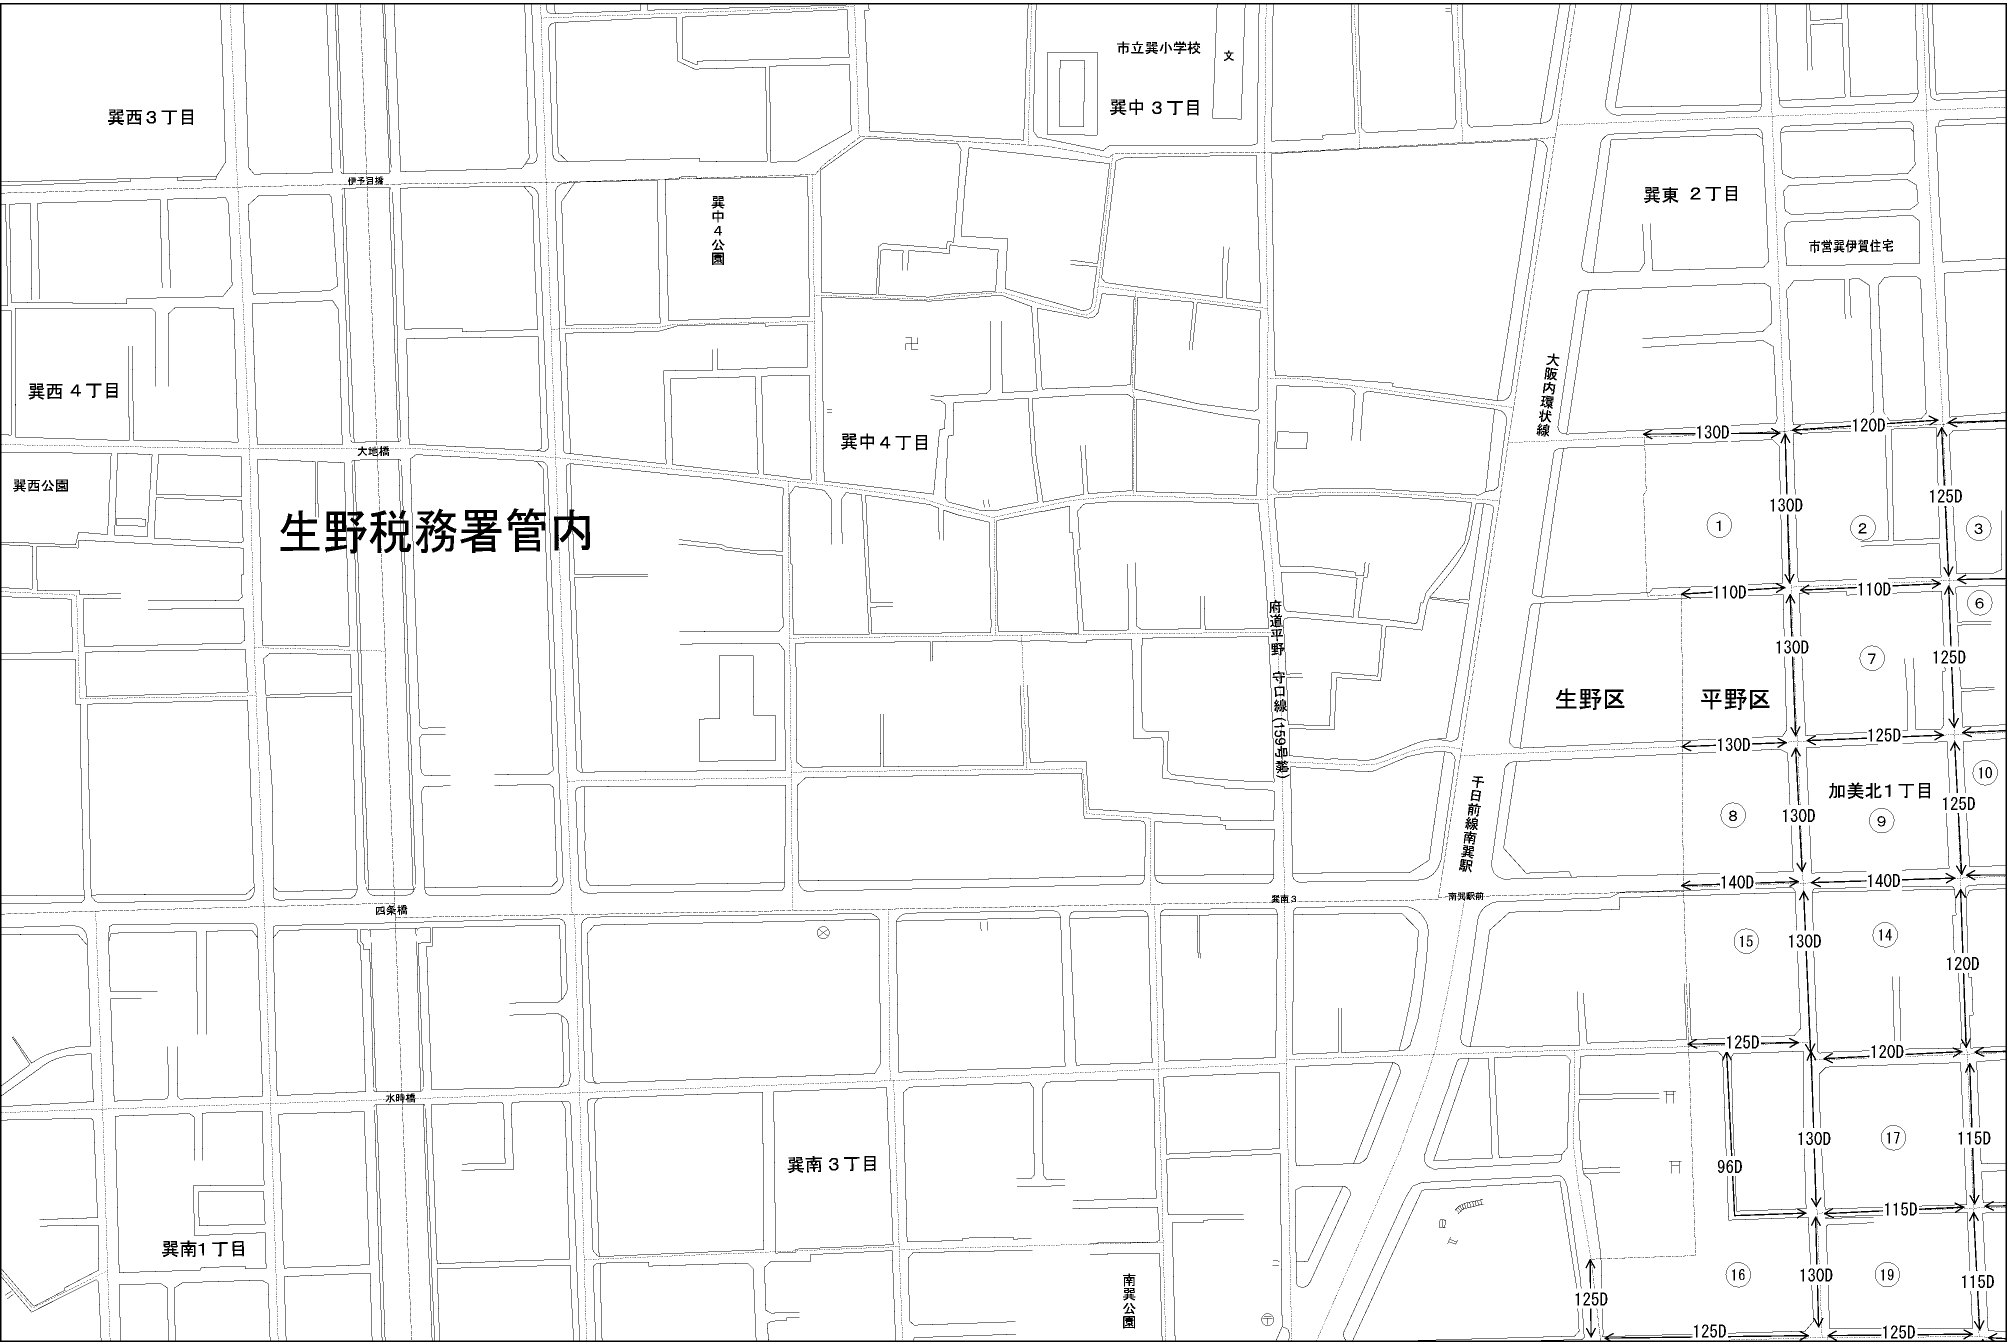 市立巽小学校
文
巽中3丁目
巽西3丁目
伊予目橋
巽中4公園
巽東 2丁目
市営巽伊賀住宅
巽西 4丁目
大阪内環状線
巽中4丁目
大地橋
巽西公園
生野税務署管内
130D
120D
130D
125D
1
2
3
110D
110D
6
府道平野 守口線(159号線)
130D
125D
7
生野区
平野区
130D
125D
加美北1丁目
10
千日前線南巽駅
8
130D
9
125D
140D
140D
四条橋
巽南3
南巽駅前
15
130D
14
120D
125D
120D
水時橋
巽南3丁目
130D
17
115D
96D
115D
巽南1丁目
南巽公園
125D
16
130D
19
115D
125D
125D